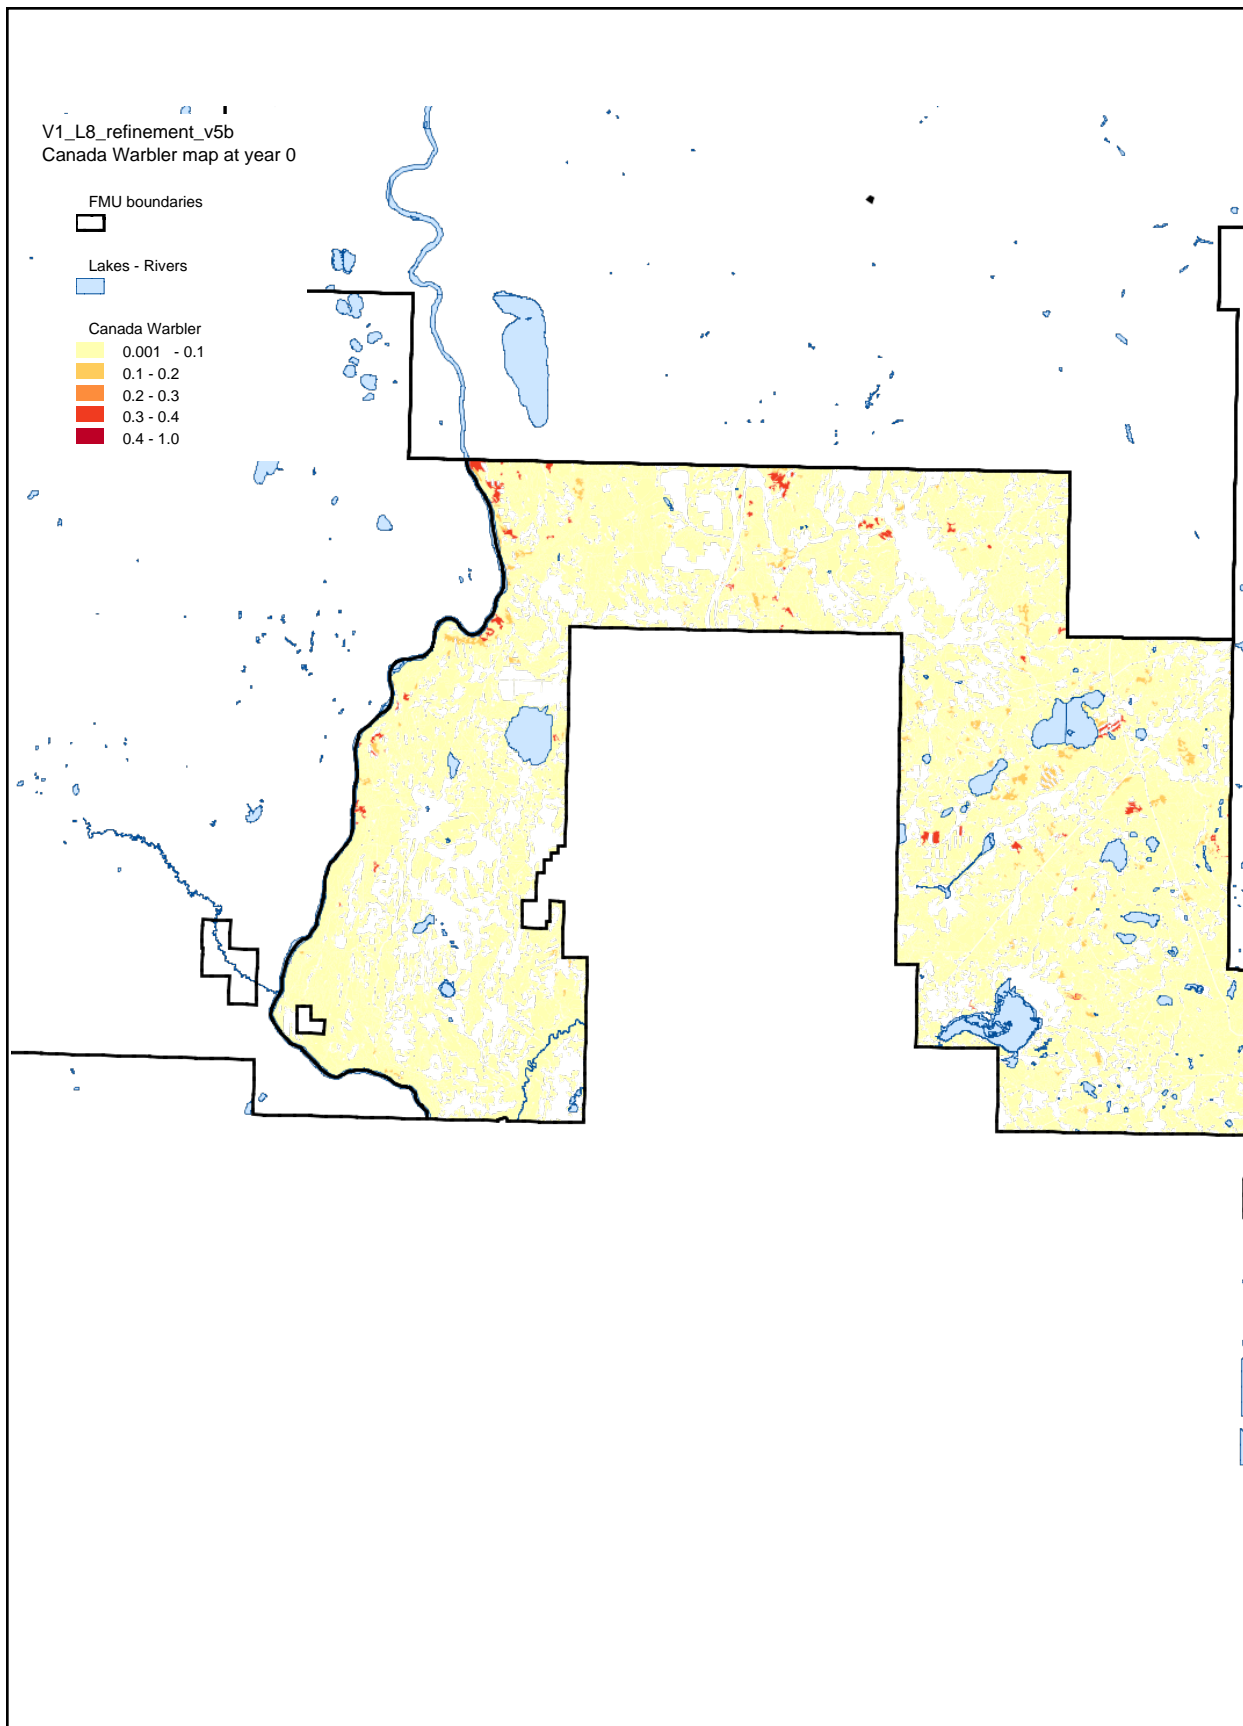 V1_L8_refinement_v5b
Canada Warbler map at year 0
FMU boundaries
Lakes - Rivers
Canada Warbler
0.001 - 0.1
0.1 - 0.2
0.2 - 0.3
0.3 - 0.4
0.4 - 1.0